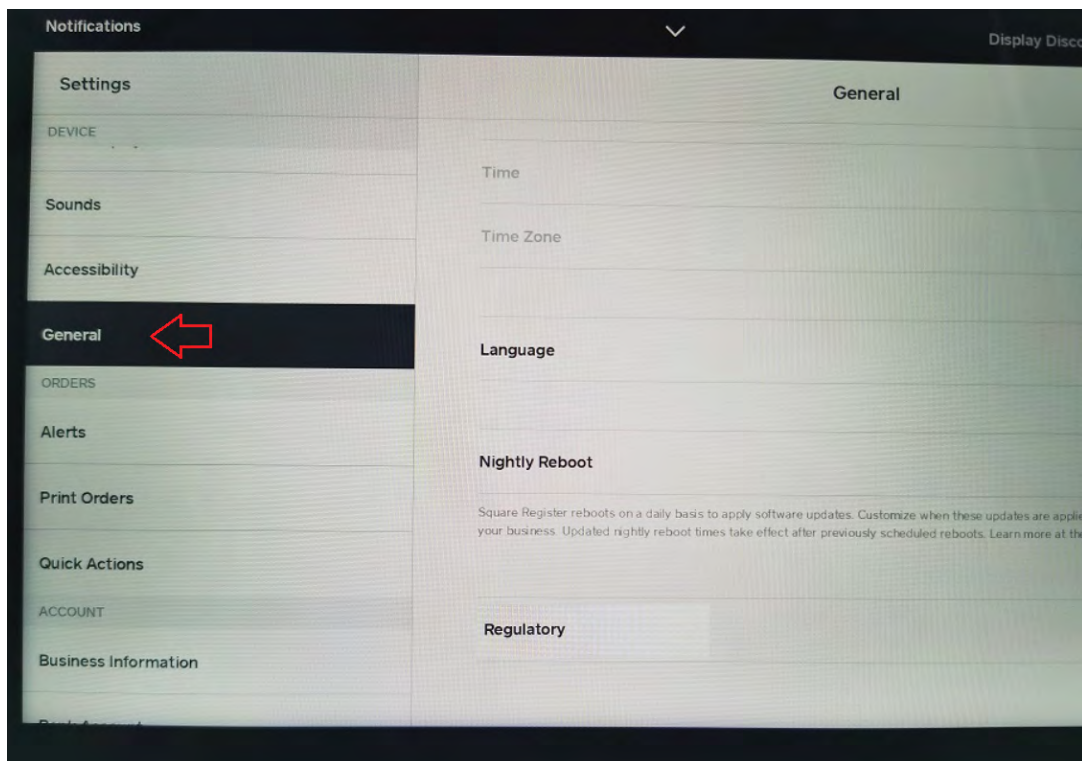 Notifications
Display Disco
Settings
General
DEVICE
Time
Sounds
Time Zone
Accessibility
General
Language
ORDERS
Alerts
Nightly Reboot
Print Orders
Square Register reboots on a daily basis to apply software updates. Customize when these updates are applie
your business. Updated nightly reboot times take effect after previously scheduled reboots. Learn more at the
Quick Actions
ACCOUNT
Regulatory
Business Information